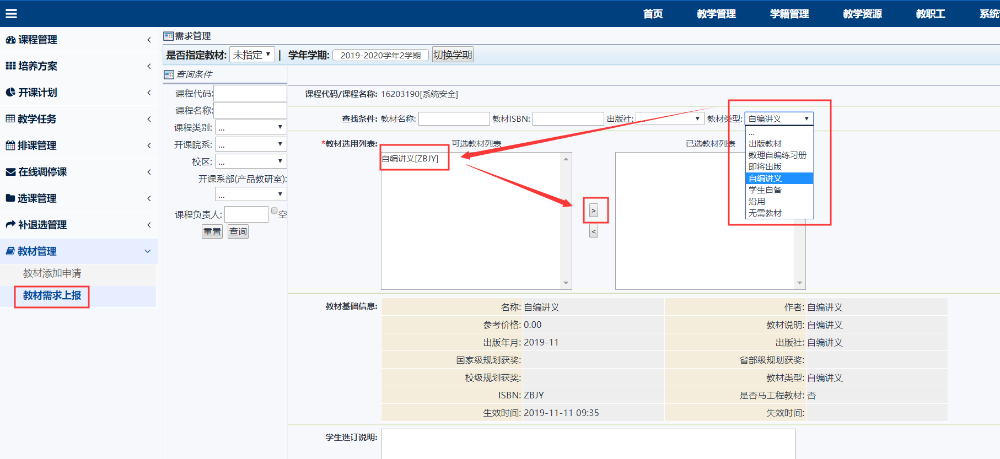 首页 教学管理 学籍管理 教学资源 教职工 系统
课程管理
培养方案
开课计划
教学任务
排课管理
在线调停课
选课管理
补退选管理
教材管理
教材添加申请
教材需求上报
需求管理
是否指定教材: 未指定 | 学年学期: 2019-2020学年2学期 切换学期
查询条件
课程代码:
课程名称:
课程类别: ...
开课院系: ...
校区: ...
开课系部(产品教研室):
...
课程负责人: 空
重置 查询
课程代码/课程名称: 16203190[系统安全]
查找条件: 教材名称: 教材ISBN: 出版社: ... 教材类型: 自编讲义
...
出版教材
数理自编练习册
即将出版
自编讲义
学生自备
沿用
无需教材
*教材选用列表: 可选教材列表 已选教材列表
自编讲义[ZBJY]
>
<
教材基础信息: 名称: 自编讲义 作者: 自编讲义
参考价格: 0.00 教材说明: 自编讲义
出版年月: 2019-11 出版社: 自编讲义
国家级规划获奖: 省部级规划获奖:
校级规划获奖: 教材类型: 自编讲义
ISBN: ZBJY 是否马工程教材: 否
生效时间: 2019-11-11 09:35 失效时间:
学生选订说明: